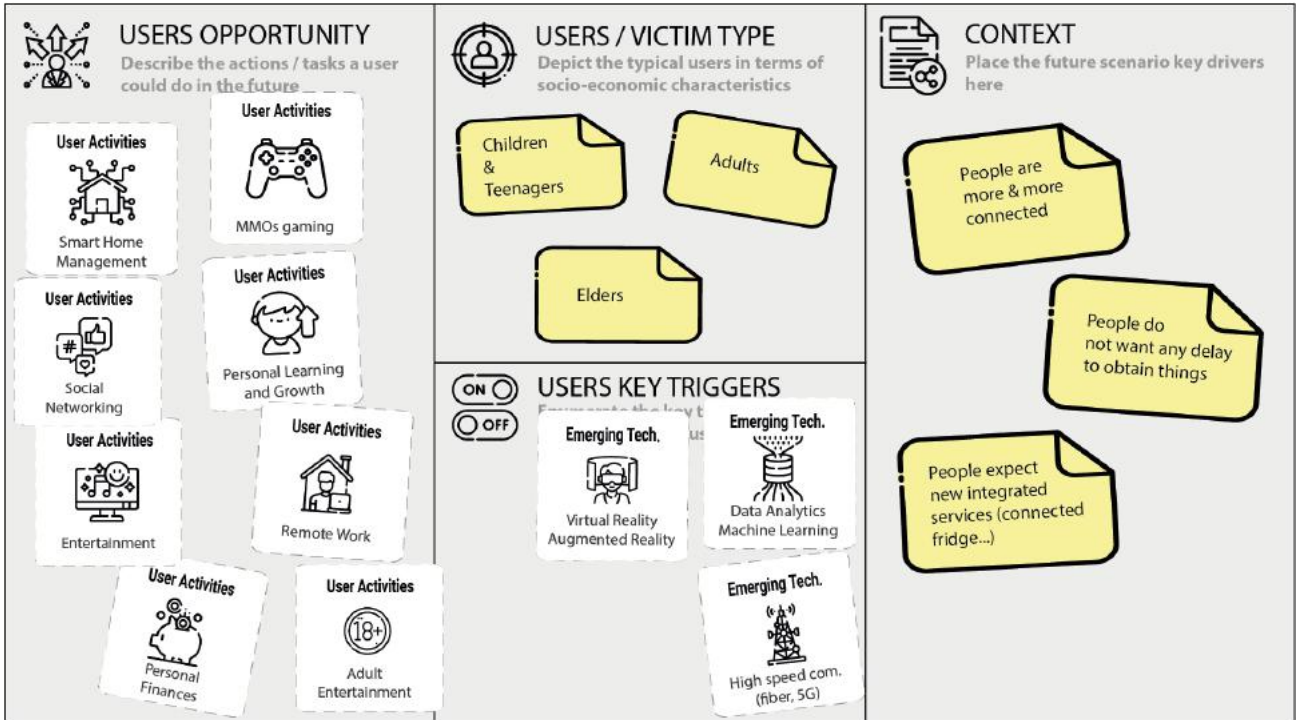 USERS OPPORTUNITY
Describe the actions / tasks a user
could do in the future
User Activities
Smart Home
Management
User Activities
MMOs gaming
User Activities
#
Social
Networking
User Activities
Personal Learning
and Growth
User Activities
Entertainment
User Activities
Remote Work
User Activities
Personal
Finances
User Activities
18+
Adult
Entertainment
USERS / VICTIM TYPE
Depict the typical users in terms of
socio-economic characteristics
Children
&
Teenagers
Adults
Elders
ON
OFF
USERS KEY TRIGGERS
Emerging Tech.
Virtual Reality
Augmented Reality
Emerging Tech.
Data Analytics
Machine Learning
Emerging Tech.
High speed com.
(fiber, 5G)
CONTEXT
Place the future scenario key drivers
here
People are
more & more
connected
People do
not want any delay
to obtain things
People expect
new integrated
services (connected
fridge...)